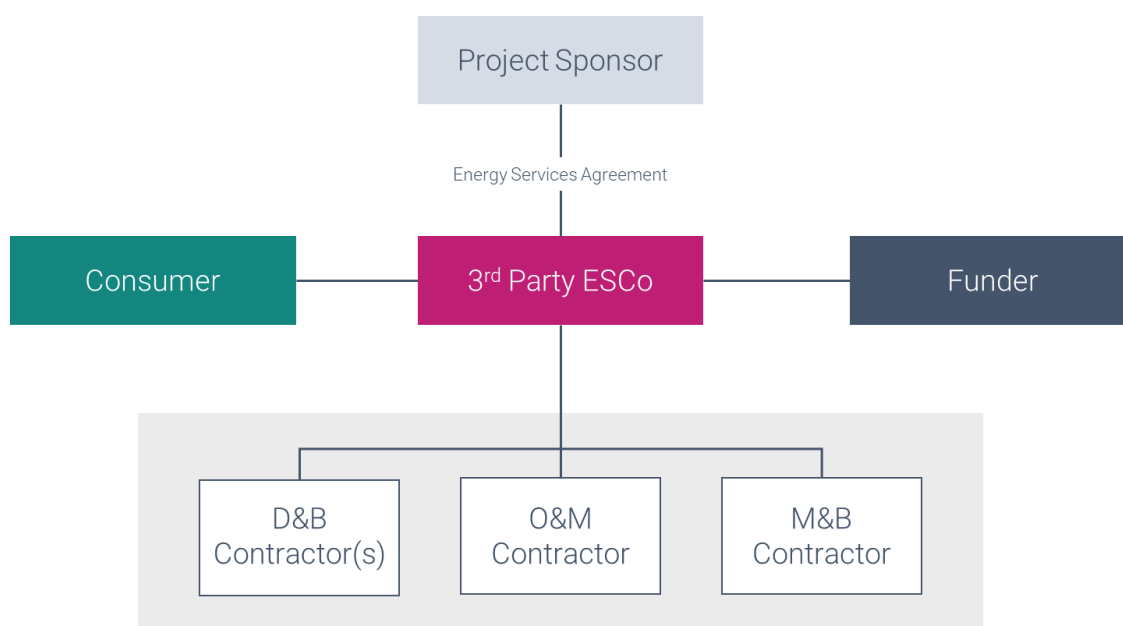 Project Sponsor
Energy Services Agreement
Consumer
3rd Party ESCo
Funder
D&B
Contractor(s)
O&M
Contractor
M&B
Contractor